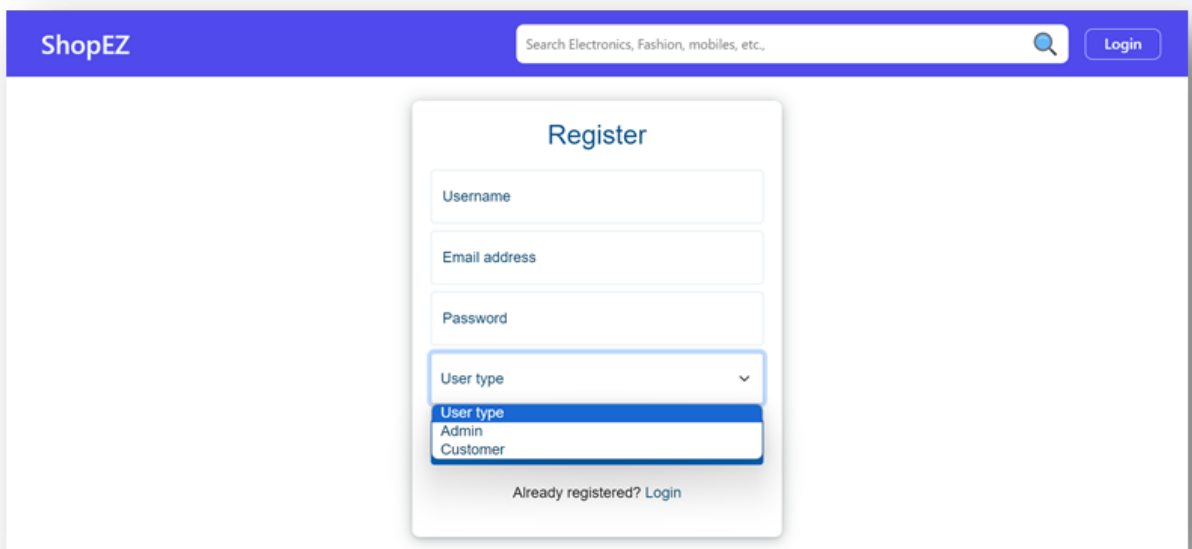 ShopEZ
Search Electronics, Fashion, mobiles, etc.,
Login
Register
Username
Email address
Password
User type
User type
Admin
Customer
Already registered? Login